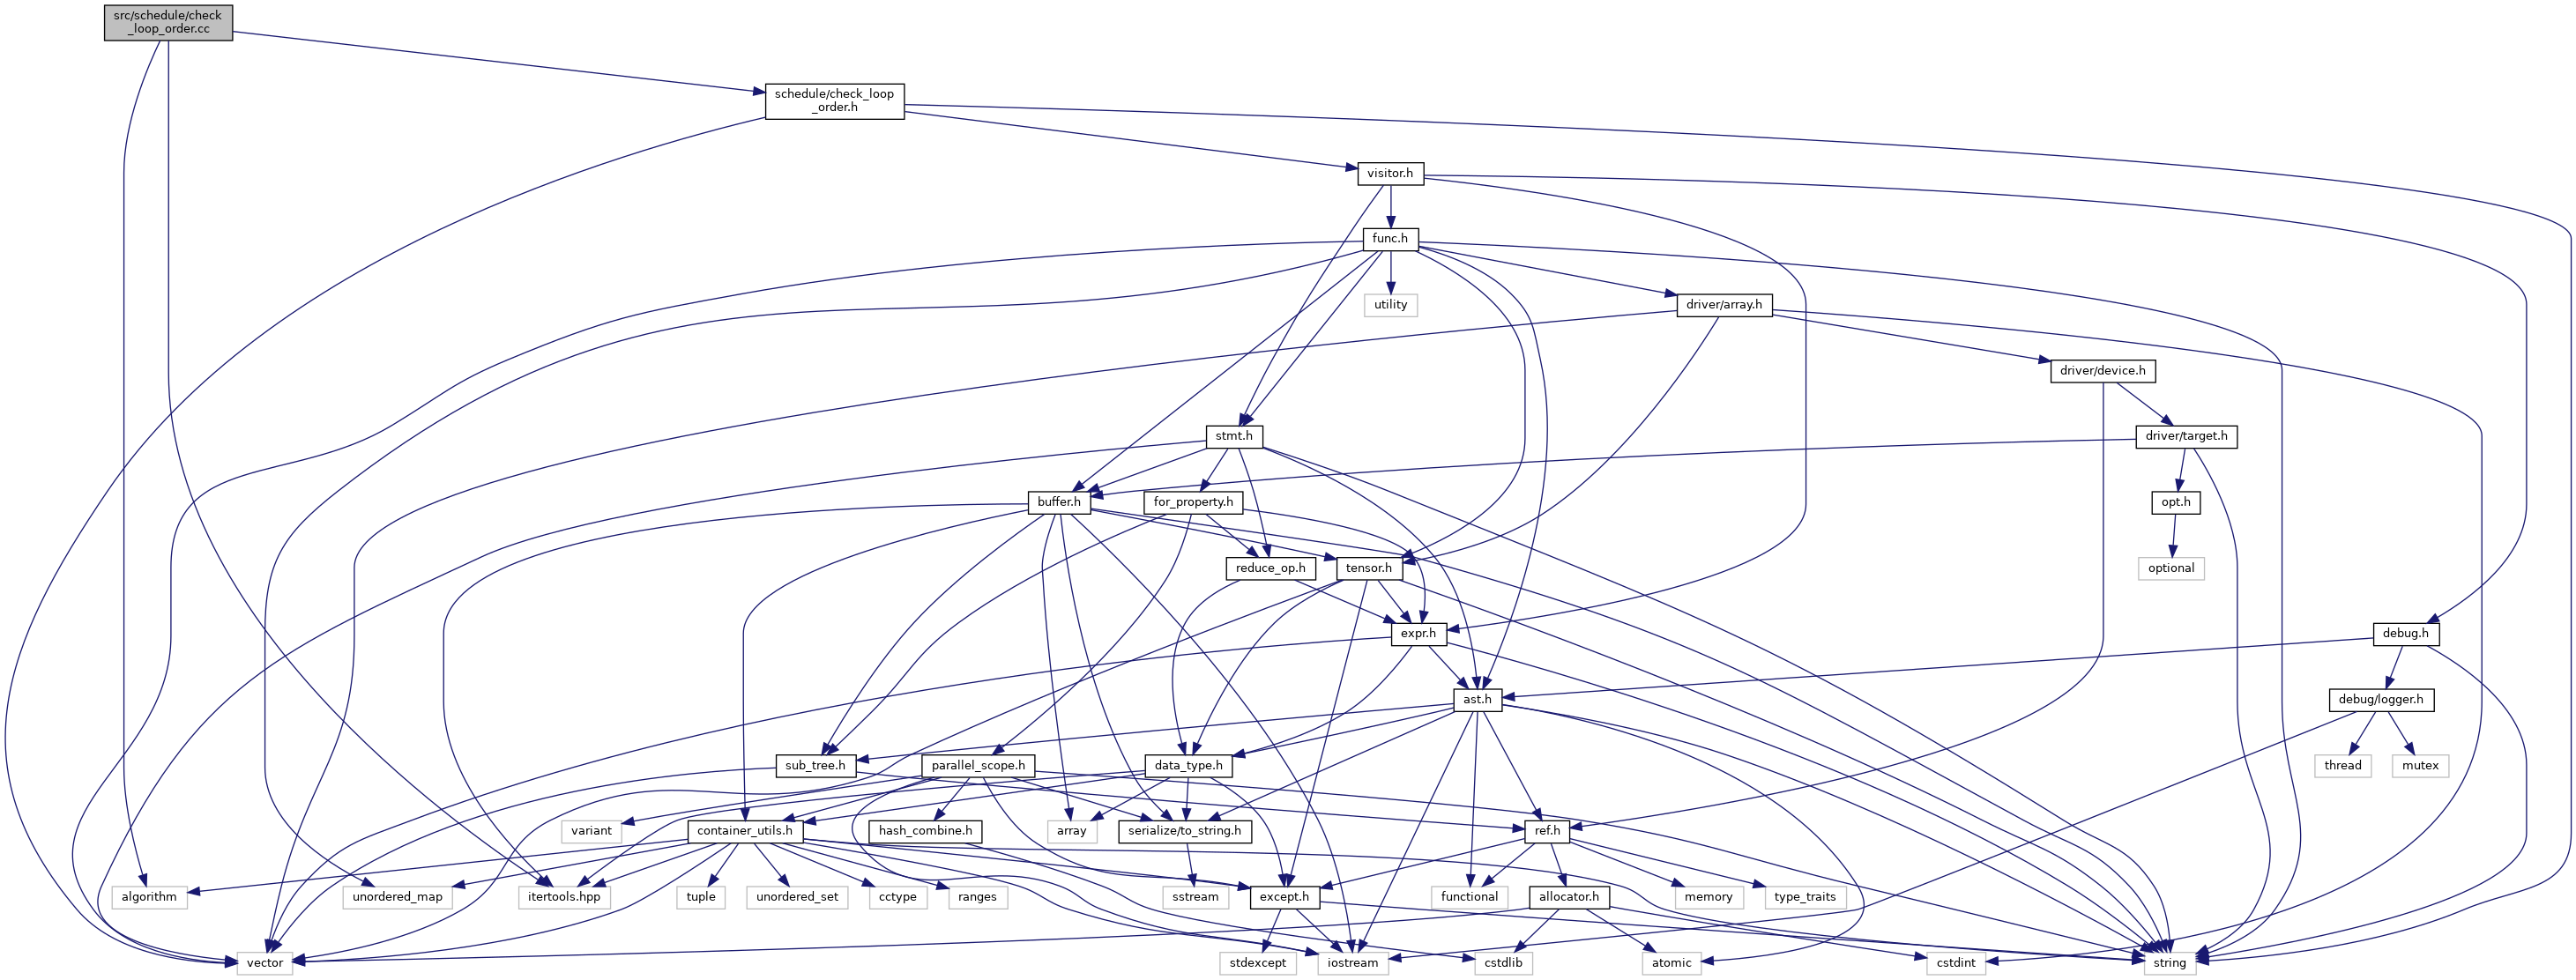 src/schedule/check
_loop_order.cc
schedule/check_loop
_order.h
visitor.h
func.h
utility
driver/array.h
driver/device.h
stmt.h
driver/target.h
buffer.h
for_property.h
opt.h
reduce_op.h
tensor.h
optional
expr.h
debug.h
ast.h
debug/logger.h
sub_tree.h
parallel_scope.h
data_type.h
thread
mutex
variant
container_utils.h
hash_combine.h
array
serialize/to_string.h
ref.h
algorithm
unordered_map
itertools.hpp
tuple
unordered_set
cctype
ranges
sstream
except.h
functional
allocator.h
memory
type_traits
vector
stdexcept
iostream
cstdlib
atomic
cstdint
string